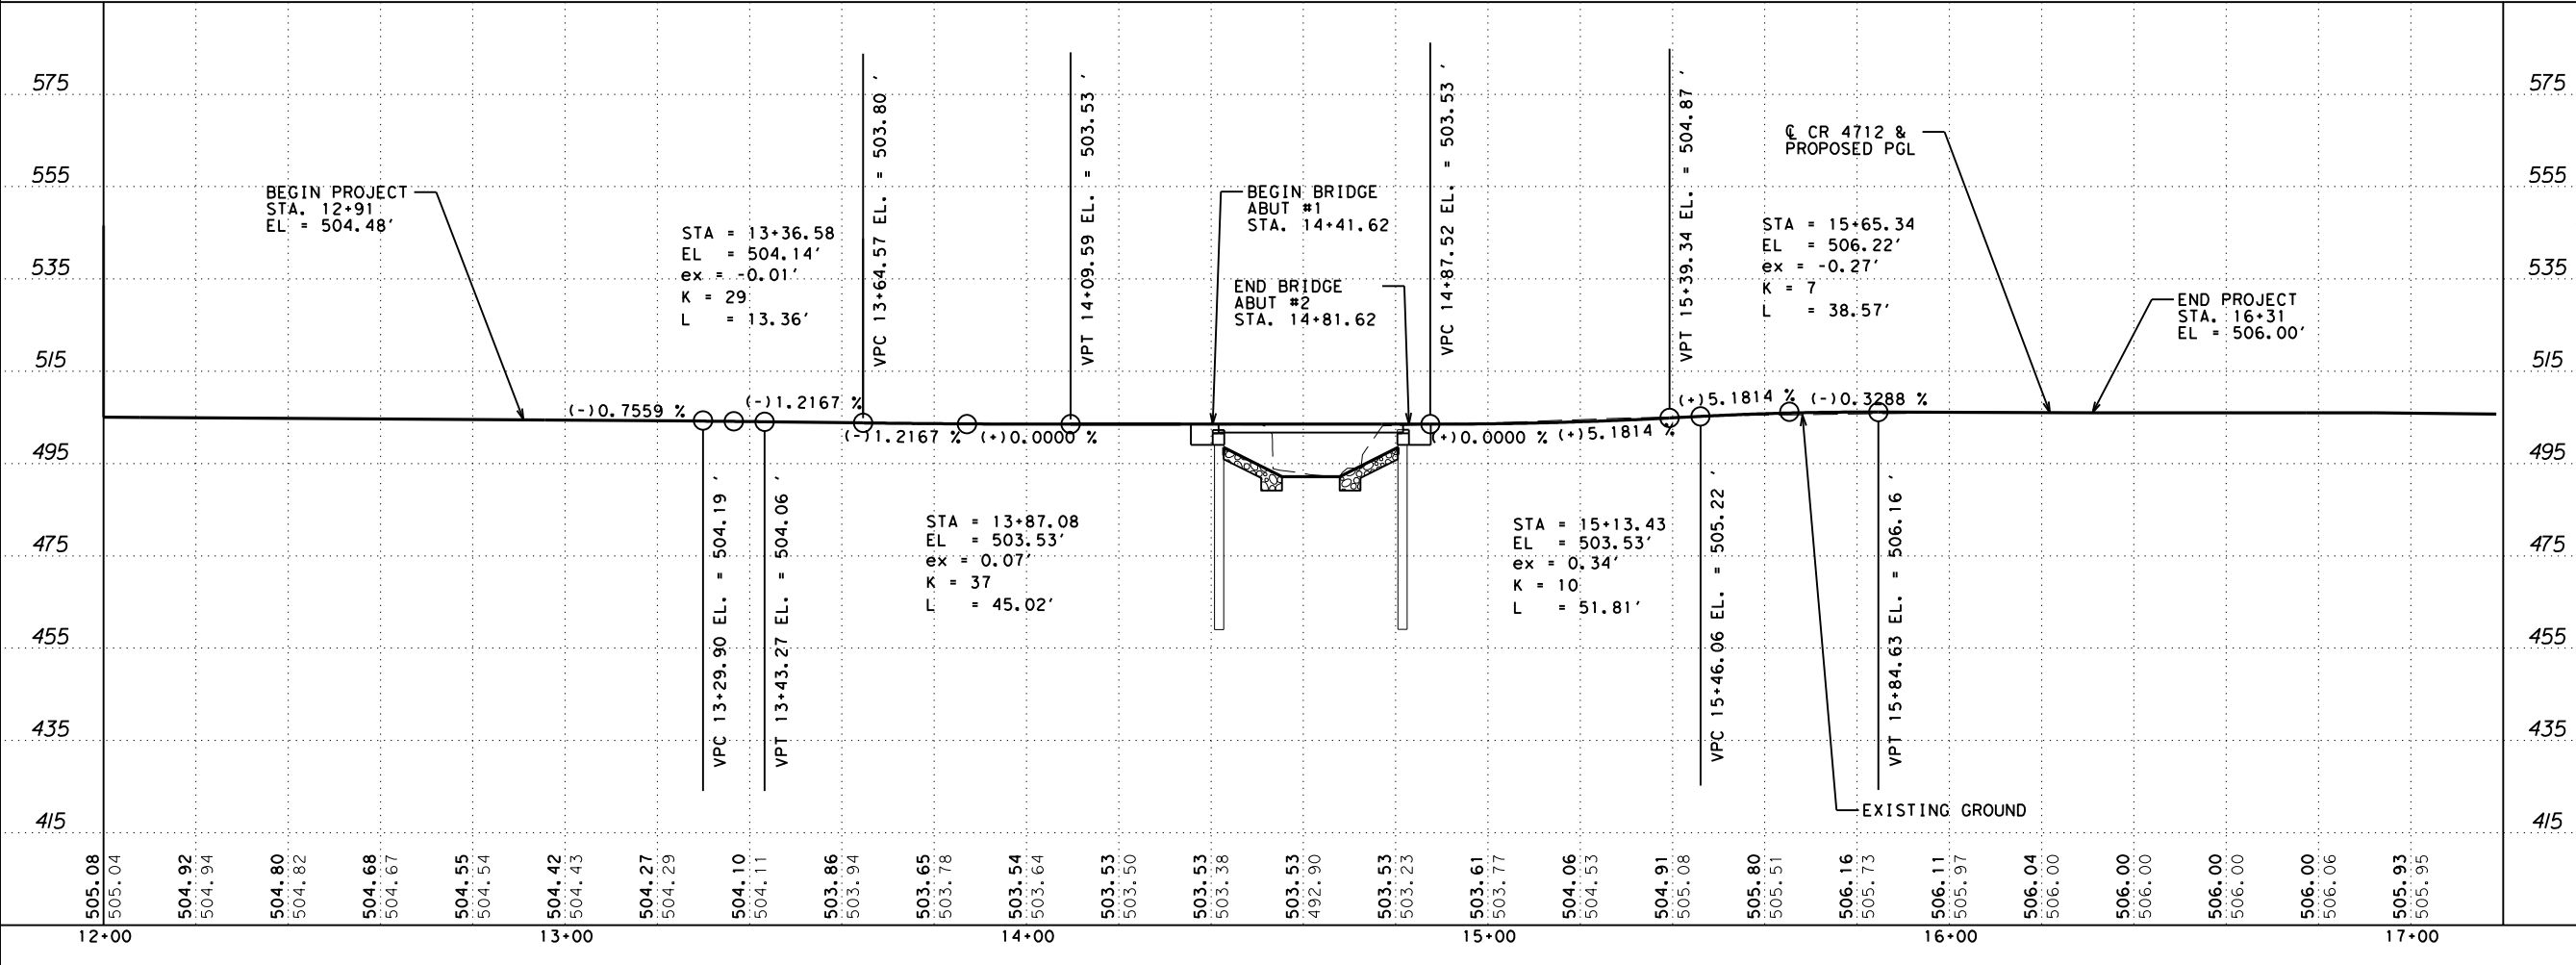 575
555
535
515
495
475
455
435
415
BEGIN PROJECT
STA. 12+91
EL = 504.48'
STA = 13+36.58
EL = 504.14'
ex = -0.01'
K = 29
L = 13.36'
VPC 13+64.57 EL. = 503.80 '
VPT 14+09.59 EL. = 503.53 '
BEGIN BRIDGE
ABUT #1
STA. 14+41.62
END BRIDGE
ABUT #2
STA. 14+81.62
VPC 14+87.52 EL. = 503.53 '
VPT 15+39.34 EL. = 504.87 '
℄ CR 4712 &
PROPOSED PGL
STA = 15+65.34
EL = 506.22'
ex = -0.27'
K = 7
L = 38.57'
END PROJECT
STA. 16+31
EL = 506.00'
(-)0.7559 %
(-)1.2167 %
(-)1.2167 %
(+)0.0000 %
(+)0.0000 %
(+)5.1814 %
(+)5.1814 %
(-)0.3288 %
VPC 13+29.90 EL. = 504.19 '
VPT 13+43.27 EL. = 504.06 '
STA = 13+87.08
EL = 503.53'
ex = 0.07'
K = 37
L = 45.02'
STA = 15+13.43
EL = 503.53'
ex = 0.34'
K = 10
L = 51.81'
VPC 15+46.06 EL. = 505.22 '
VPT 15+84.63 EL. = 506.16 '
EXISTING GROUND
575
555
535
515
495
475
455
435
415
505.08
505.04
504.92
504.94
504.80
504.82
504.68
504.67
504.55
504.54
504.42
504.43
504.27
504.29
504.10
504.11
503.86
503.94
503.65
503.78
503.54
503.64
503.53
503.50
503.53
503.38
503.53
492.90
503.53
503.23
503.61
503.77
504.06
504.53
504.91
505.08
505.80
505.51
506.16
505.73
506.11
505.97
506.04
506.00
506.00
506.00
506.00
506.00
506.00
506.06
505.93
505.95
12+00
13+00
14+00
15+00
16+00
17+00